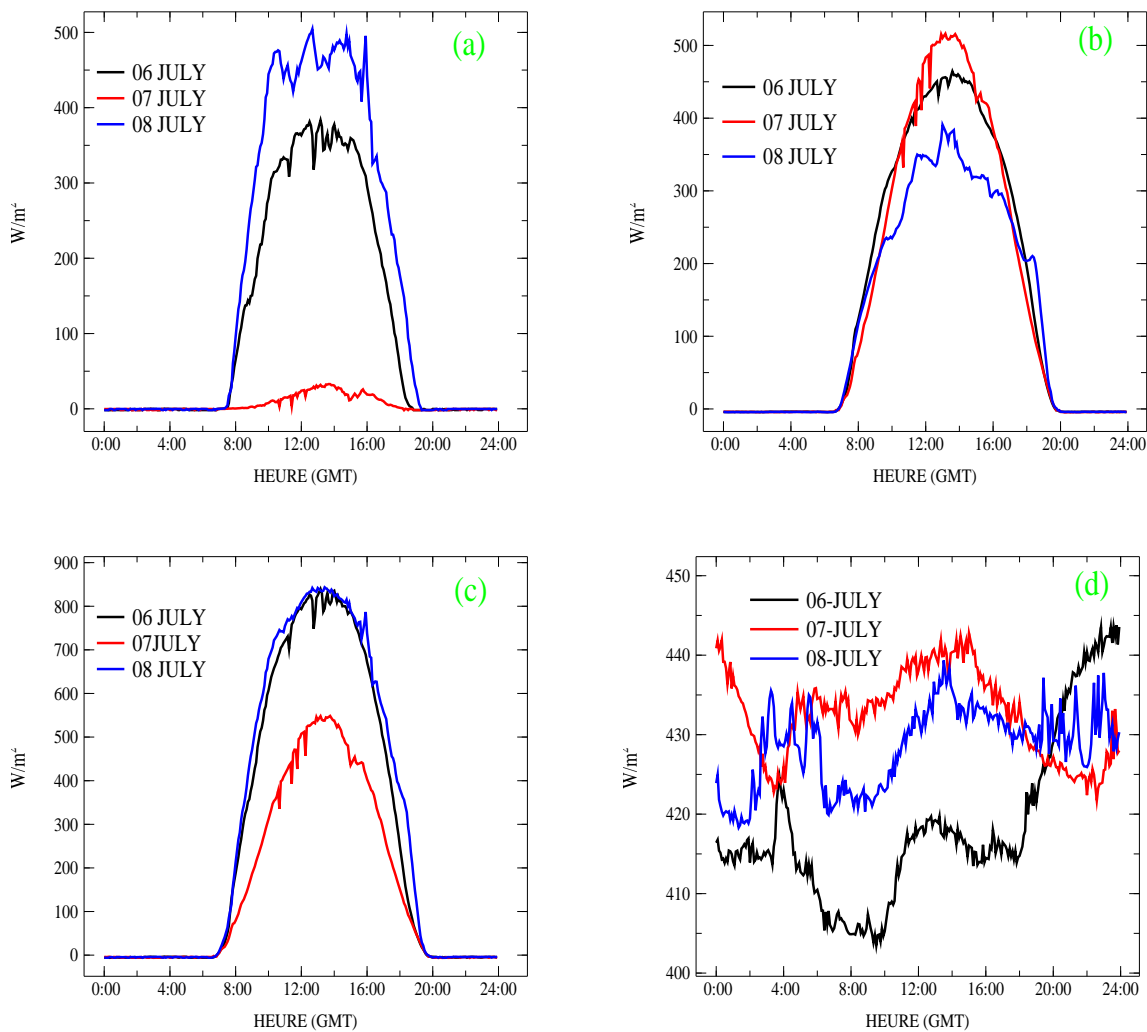 (a)
500
400
300
200
100
0
W/m²
06 JULY
07 JULY
08 JULY
0:00 4:00 8:00 12:00 16:00 20:00 24:00
HEURE (GMT)
(b)
500
400
300
200
100
0
W/m²
06 JULY
07 JULY
08 JULY
0:00 4:00 8:00 12:00 16:00 20:00 24:00
HEURE (GMT)
(c)
900
800
700
600
500
400
300
200
100
0
W/m²
06 JULY
07JULY
08 JULY
0:00 4:00 8:00 12:00 16:00 20:00 24:00
HEURE (GMT)
(d)
450
440
430
420
410
400
W/m²
06-JULY
07-JULY
08-JULY
0:00 4:00 8:00 12:00 16:00 20:00 24:00
HEURE (GMT)